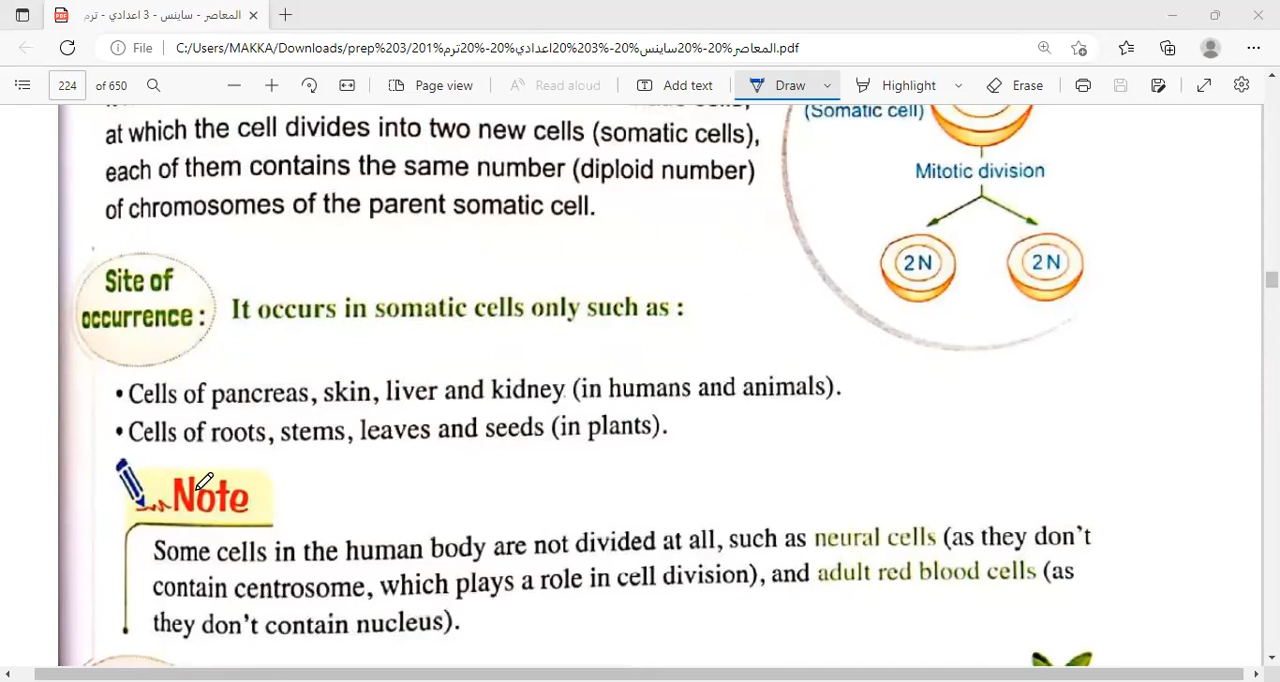 المعاصر - ساينس - 3 اعدادي - ترم
File
C:/Users/MAKKA/Downloads/prep%203/201%المعاصر%20-%20ساينس%20-%203%20اعدادي%20-%20ترم.pdf
224 of 650
Page view
Read aloud
Add text
Draw
Highlight
Erase
at which the cell divides into two new cells (somatic cells),
each of them contains the same number (diploid number)
of chromosomes of the parent somatic cell.
(Somatic cell)
Mitotic division
2N 2N
Site of
occurrence :
It occurs in somatic cells only such as :
• Cells of pancreas, skin, liver and kidney (in humans and animals).
• Cells of roots, stems, leaves and seeds (in plants).
Note
Some cells in the human body are not divided at all, such as neural cells (as they don't
contain centrosome, which plays a role in cell division), and adult red blood cells (as
they don't contain nucleus).